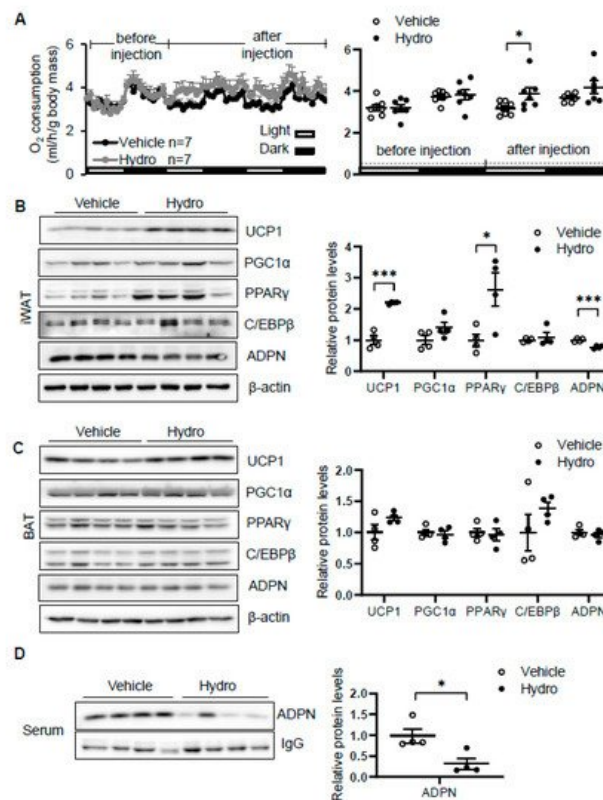 A
before injection
after injection
O2 consumption (ml/h/g body mass)
6
4
2
0
Vehicle n=7
Hydro n=7
Light
Dark
Vehicle
Hydro
6
4
2
0
*
before injection
after injection
B
Vehicle
Hydro
iWAT
UCP1
PGC1α
PPARγ
C/EBPβ
ADPN
β-actin
Vehicle
Hydro
Relative protein levels
4
3
2
1
0
***
*
***
UCP1
PGC1α
PPARγ
C/EBPβ
ADPN
C
Vehicle
Hydro
BAT
UCP1
PGC1α
PPARγ
C/EBPβ
ADPN
β-actin
Vehicle
Hydro
Relative protein levels
2.0
1.5
1.0
0.5
0.0
UCP1
PGC1α
PPARγ
C/EBPβ
ADPN
D
Vehicle
Hydro
Serum
ADPN
IgG
Vehicle
Hydro
Relative protein levels
2.0
1.5
1.0
0.5
0.0
*
ADPN